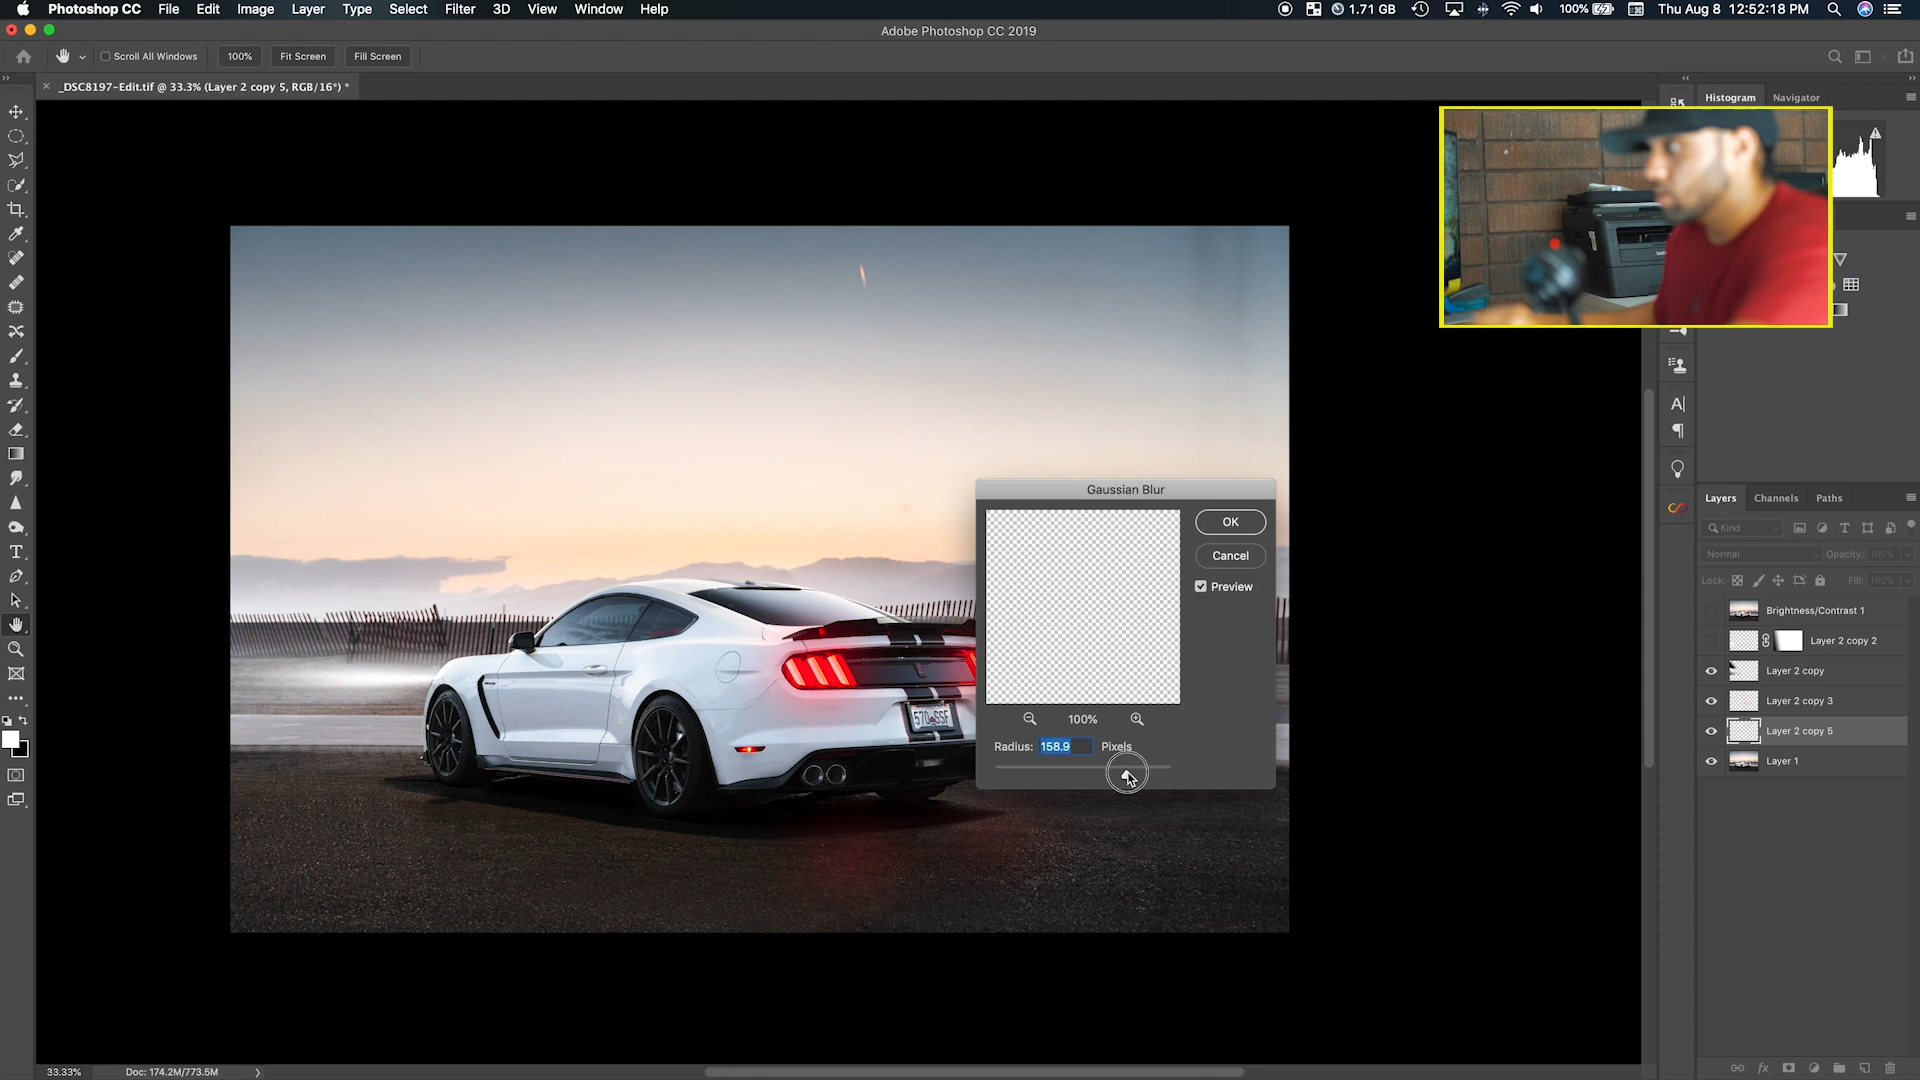 Photoshop CC File Edit Image Layer Type Select Filter 3D View Window Help 1.71 GB 100% Thu Aug 8 12:52:18 PM
Adobe Photoshop CC 2019
Scroll All Windows 100% Fit Screen Fill Screen
_DSC8197-Edit.tif @ 33.3% (Layer 2 copy 5, RGB/16*) *
Histogram Navigator
Gaussian Blur
OK
Cancel
Preview
100%
Radius: 158.9 Pixels
Layers Channels Paths
Kind
Normal Opacity: 100%
Lock: Fill: 100%
Brightness/Contrast 1
Layer 2 copy 2
Layer 2 copy
Layer 2 copy 3
Layer 2 copy 5
Layer 1
33.33% Doc: 174.2M/773.5M